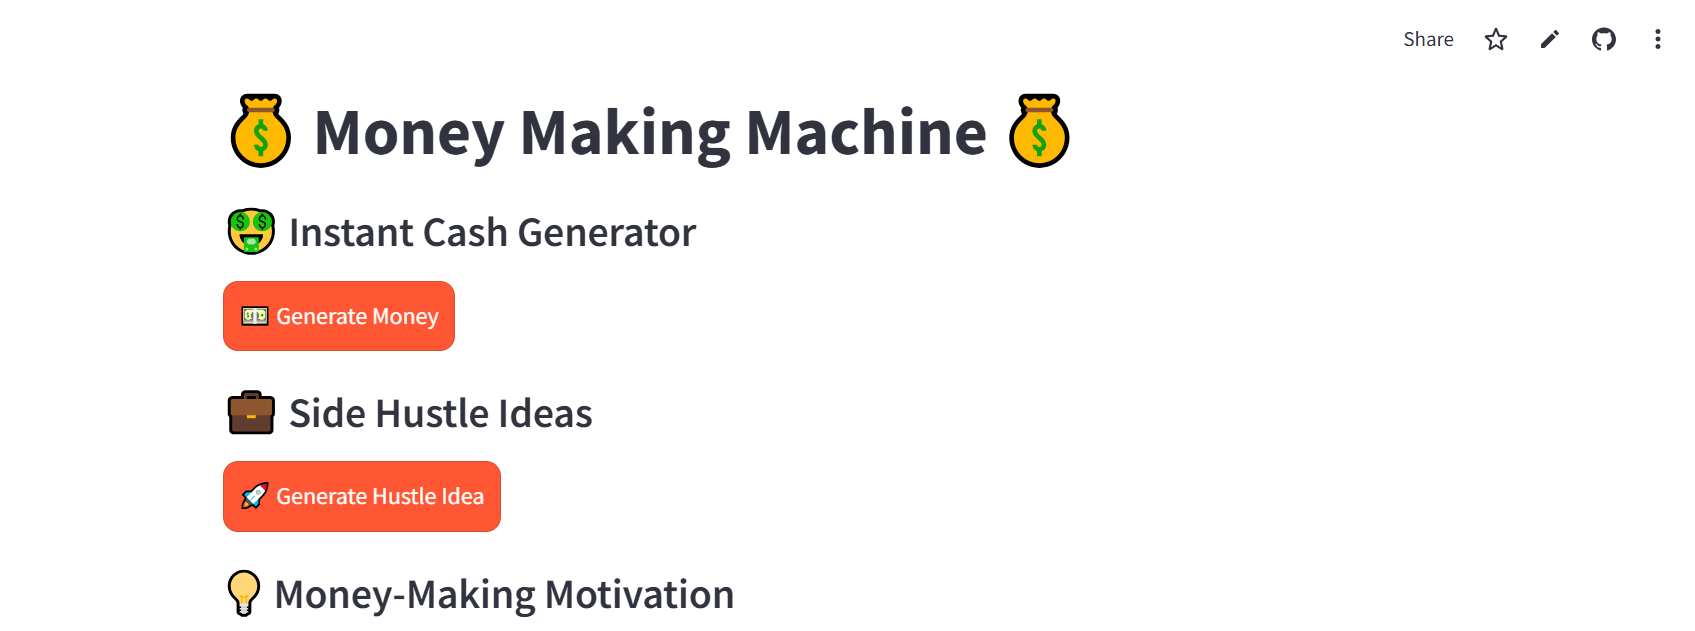 Share
Money Making Machine
Instant Cash Generator
Generate Money
Side Hustle Ideas
Generate Hustle Idea
Money-Making Motivation